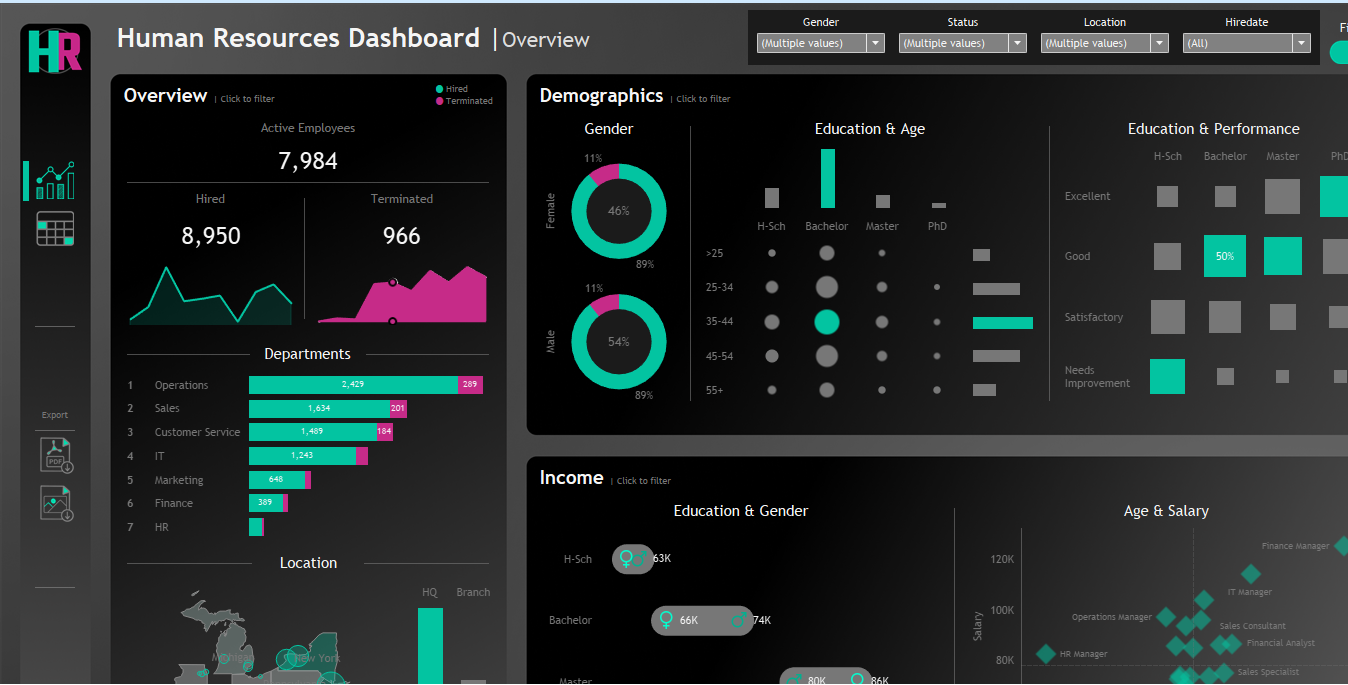 HR
Human Resources Dashboard | Overview
Gender
(Multiple values)
Status
(Multiple values)
Location
(Multiple values)
Hiredate
(All)
Overview | Click to filter
Hired
Terminated
Active Employees
7,984
Hired
8,950
Terminated
966
Departments
1 Operations 2,429 289
2 Sales 1,634 201
3 Customer Service 1,489 184
4 IT 1,243
5 Marketing 648
6 Finance 389
7 HR
Location
HQ Branch
Michigan
New York
Export
PDF
Demographics | Click to filter
Gender
Female
11%
46%
89%
Male
11%
54%
89%
Education & Age
H-Sch Bachelor Master PhD
>25
25-34
35-44
45-54
55+
Education & Performance
H-Sch Bachelor Master PhD
Excellent
Good 50%
Satisfactory
Needs
Improvement
Income | Click to filter
Education & Gender
H-Sch 63K
Bachelor 66K 74K
Master 80K 86K
Age & Salary
Salary
120K
100K
80K
Finance Manager
IT Manager
Operations Manager
Sales Consultant
Financial Analyst
HR Manager
Sales Specialist